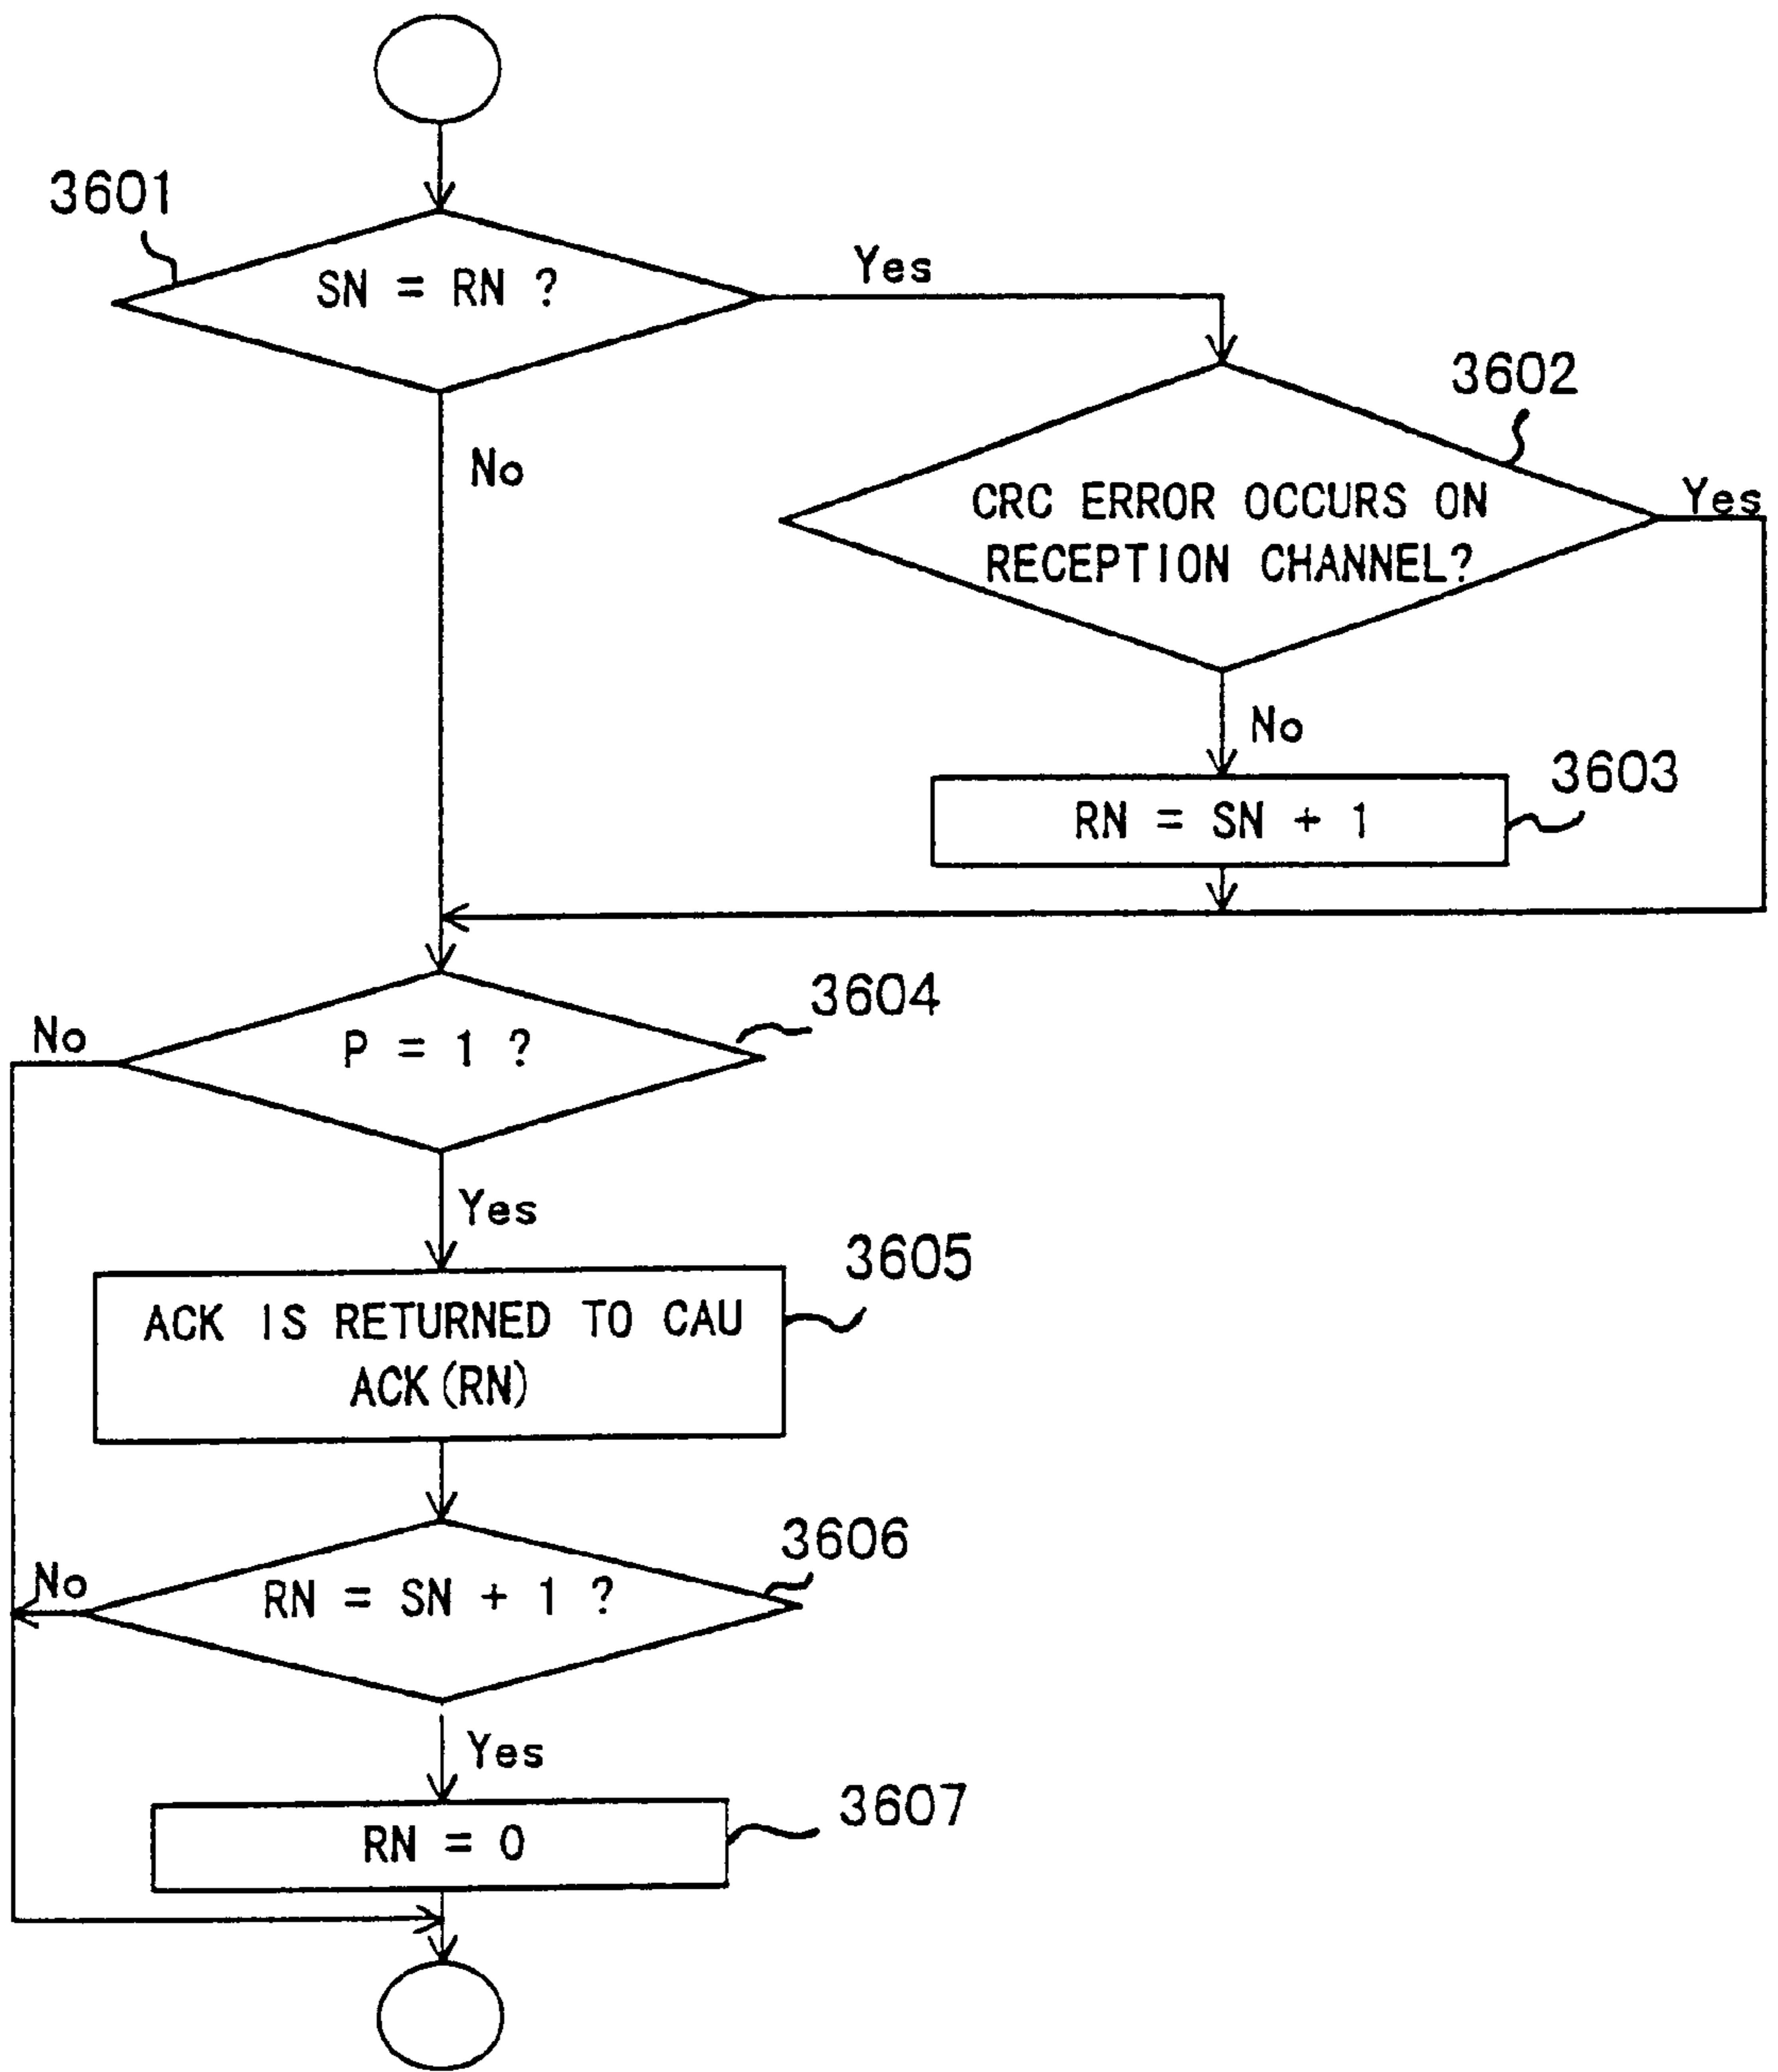 3601
SN = RN ?
Yes
No
3602
CRC ERROR OCCURS ON
RECEPTION CHANNEL?
Yes
No
3603
RN = SN + 1
3604
P = 1 ?
No
Yes
3605
ACK IS RETURNED TO CAU
ACK(RN)
3606
RN = SN + 1 ?
No
Yes
3607
RN = 0